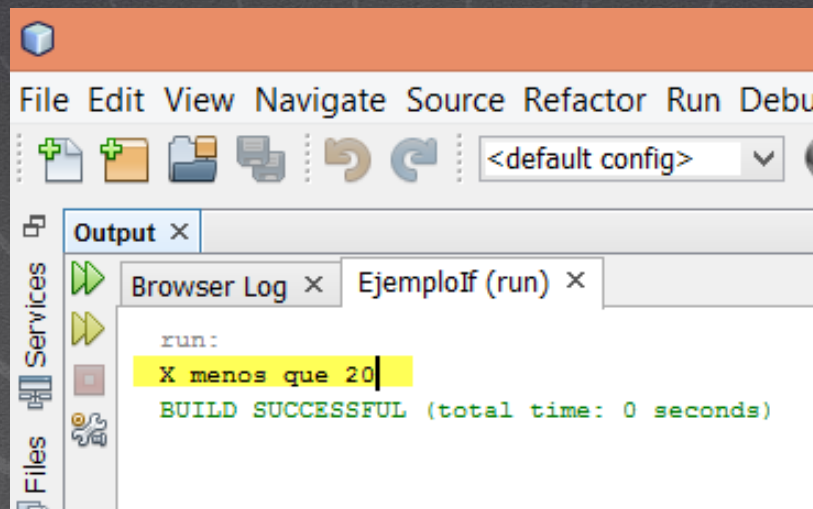 File Edit View Navigate Source Refactor Run Debu
<default config>
Output
Services
Files
Browser Log
EjemploIf (run)
run:
X menos que 20
BUILD SUCCESSFUL (total time: 0 seconds)